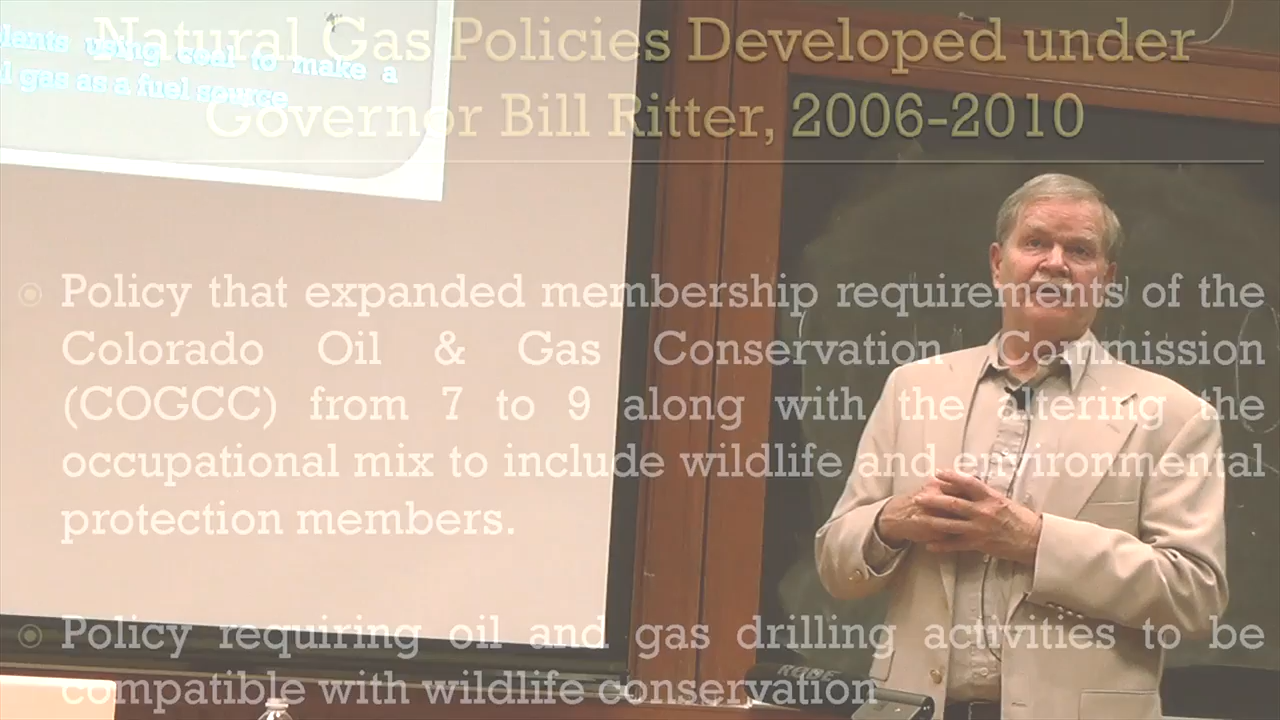 Natural Gas Policies Developed under
Governor Bill Ritter, 2006-2010
using coal to make a
gas as a fuel source
Policy that expanded membership requirements of the
Colorado Oil & Gas Conservation Commission
(COGCC) from 7 to 9 along with the altering the
occupational mix to include wildlife and environmental
protection members.
Policy requiring oil and gas drilling activities to be
compatible with wildlife conservation
RODE